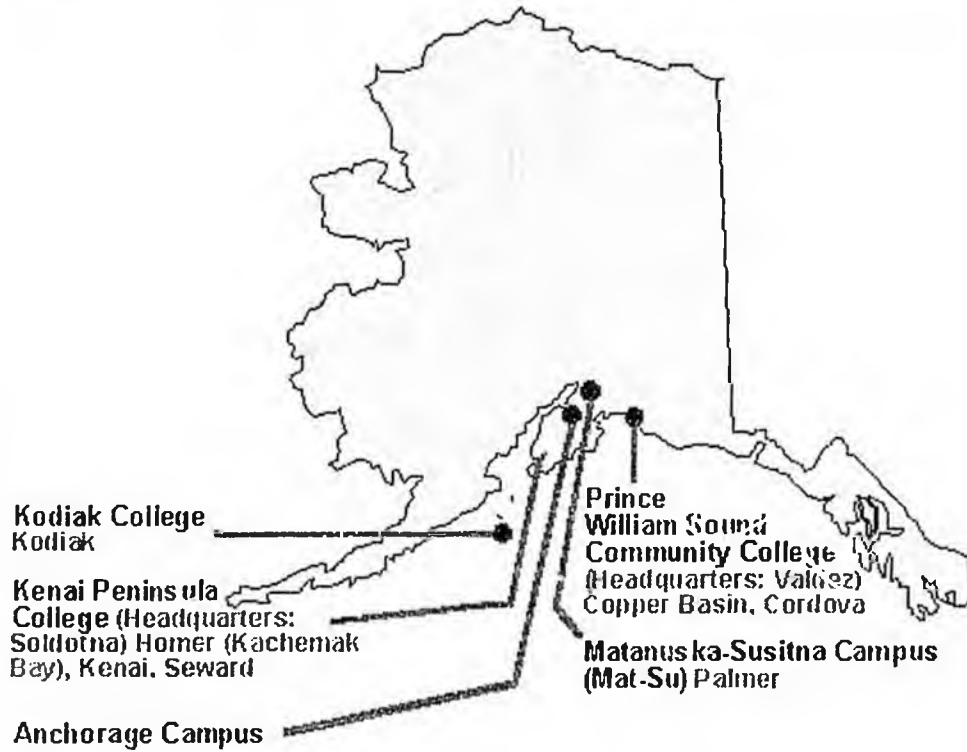 Kodiak College
Kodiak
Kenai Peninsula
College (Headquarters:
Soldotna) Homer (Kachemak
Bay), Kenai, Seward
Anchorage Campus
Prince
William Sound
Community College
(Headquarters: Valdez)
Copper Basin, Cordova
Matanuska-Susitna Campus
(Mat-Su) Palmer